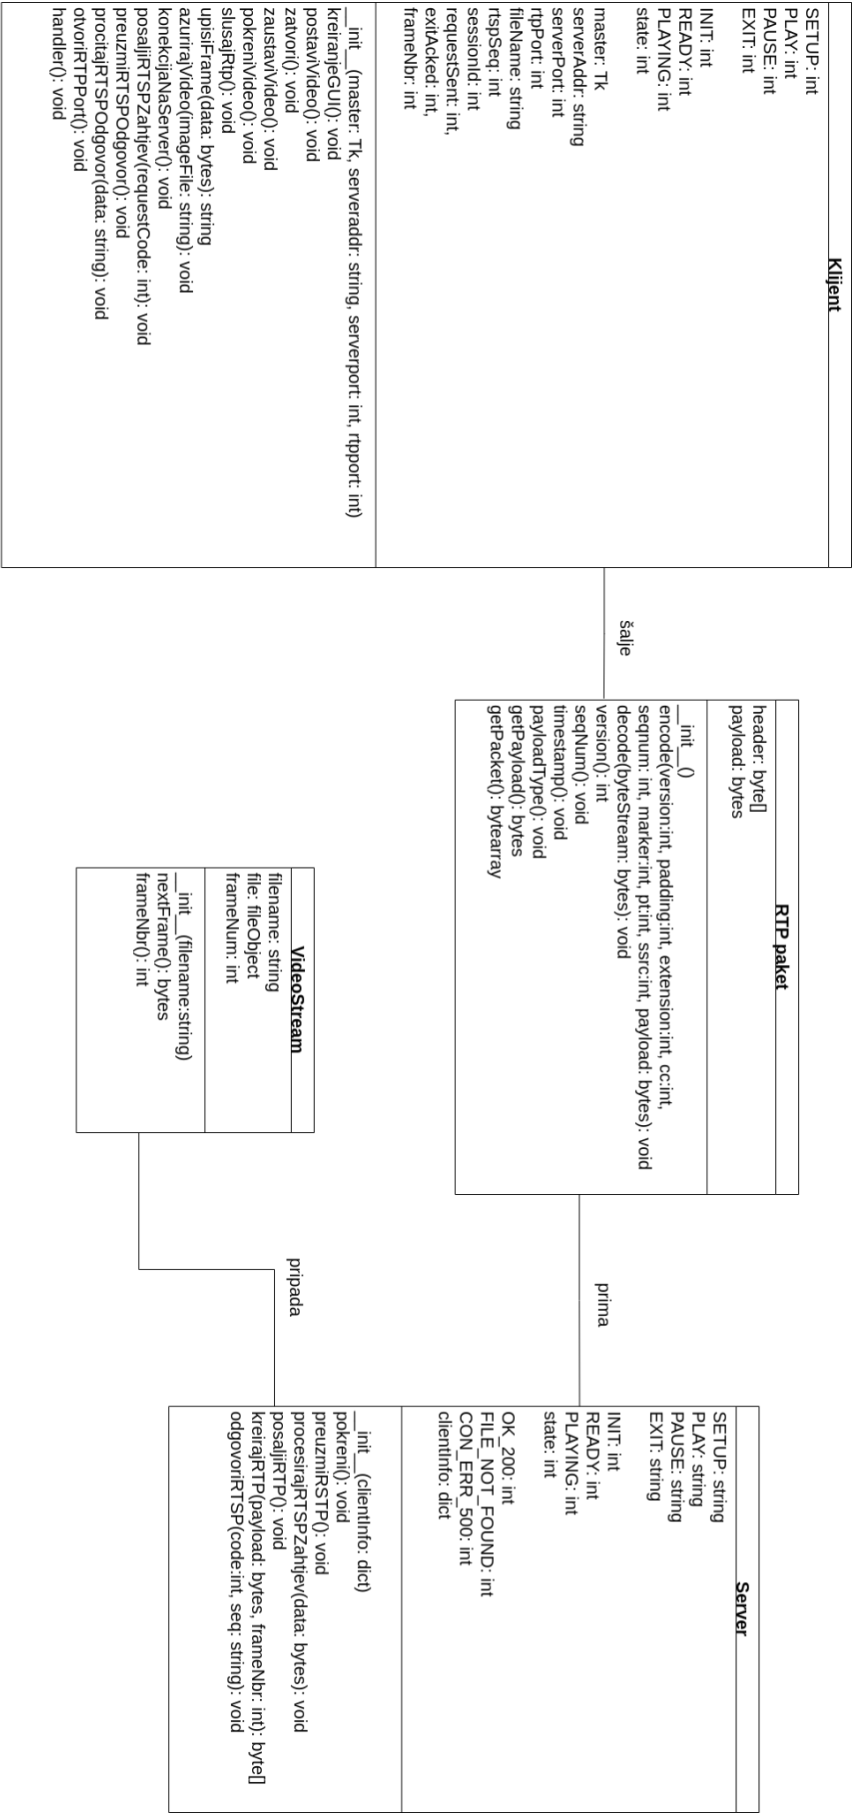 Klijent
SETUP: int
PLAY: int
PAUSE: int
EXIT: int
INIT: int
READY: int
PLAYING: int
state: int
master: Tk
serverAddr: string
serverPort: int
rtpPort: int
fileName: string
rtspSeq: int
sessionId: int
requestSent: int,
exitAcked: int,
frameNbr: int
__init__(master: Tk, serveraddr: string, serverport: int, rtpport: int)
kreiranjeGUI(): void
postaviVideo(): void
zatvori(): void
zaustaviVideo(): void
pokreniVideo(): void
slusajRtp(): void
upisiFrame(data: bytes): string
azurirajVideo(imageFile: string): void
konekcijaNaServer(): void
posaljiRTSPZahtjev(requestCode: int): void
preuzmiRTSPOdgovor(): void
procitajRTSPOdgovor(data: string): void
otvoriRTPPort(): void
handler(): void
šalje
RTP paket
header: byte[]
payload: bytes
__init__()
encode(version:int, padding:int, extension:int, cc:int,
seqnum: int, marker:int, pt:int, ssrc:int, payload: bytes): void
decode(byteStream: bytes): void
version(): int
seqNum(): void
timestamp(): void
payloadType(): void
getPayload(): bytes
getPacket(): bytearray
prima
VideoStream
filename: string
file: fileObject
frameNum: int
__init__(filename:string)
nextFrame(): bytes
frameNbr(): int
pripada
Server
SETUP: string
PLAY: string
PAUSE: string
EXIT: string
INIT: int
READY: int
PLAYING: int
state: int
OK_200: int
FILE_NOT_FOUND: int
CON_ERR_500: int
clientInfo: dict
__init__(clientInfo: dict)
pokreni(): void
preuzmiRSTP(): void
procesirajRTSPZahtjev(data: bytes): void
posaljiRTP(): void
kreirajRTP(payload: bytes, frameNbr: int): byte[]
odgovoriRTSP(code:int, seq: string): void